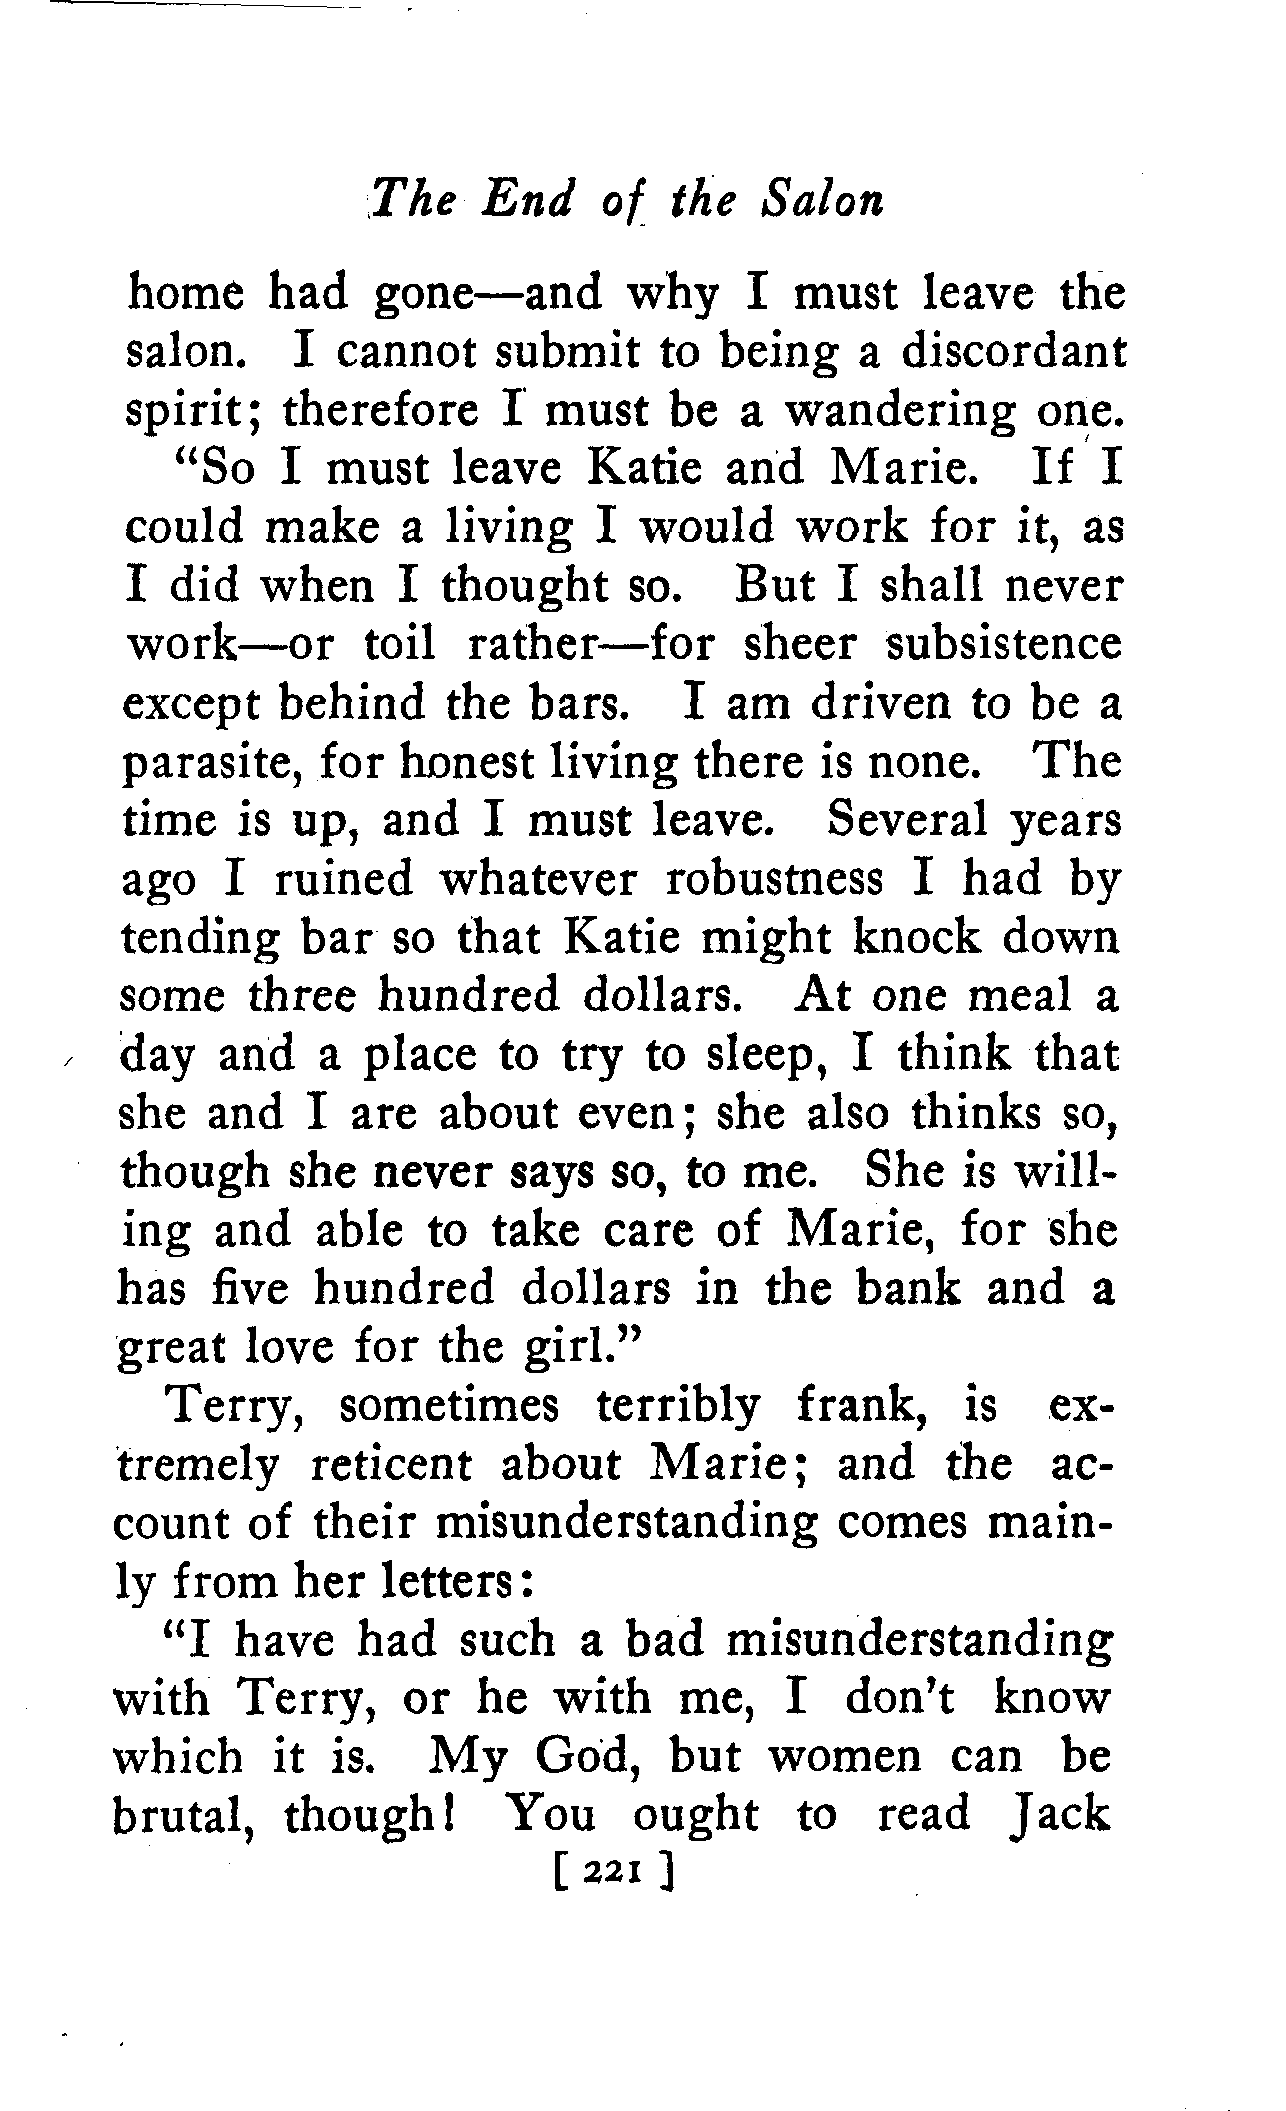 The End of the Salon
home had gone—and why I must leave the
salon. I cannot submit to being a discordant
spirit; therefore I must be a wandering one.
"So I must leave Katie and Marie. If I
could make a living I would work for it, as
I did when I thought so. But I shall never
work—or toil rather—for sheer subsistence
except behind the bars. I am driven to be a
parasite, for honest living there is none. The
time is up, and I must leave. Several years
ago I ruined whatever robustness I had by
tending bar so that Katie might knock down
some three hundred dollars. At one meal a
day and a place to try to sleep, I think that
she and I are about even; she also thinks so,
though she never says so, to me. She is will-
ing and able to take care of Marie, for she
has five hundred dollars in the bank and a
great love for the girl."
Terry, sometimes terribly frank, is ex-
tremely reticent about Marie; and the ac-
count of their misunderstanding comes main-
ly from her letters:
"I have had such a bad misunderstanding
with Terry, or he with me, I don't know
which it is. My God, but women can be
brutal, though! You ought to read Jack
[ 221 ]